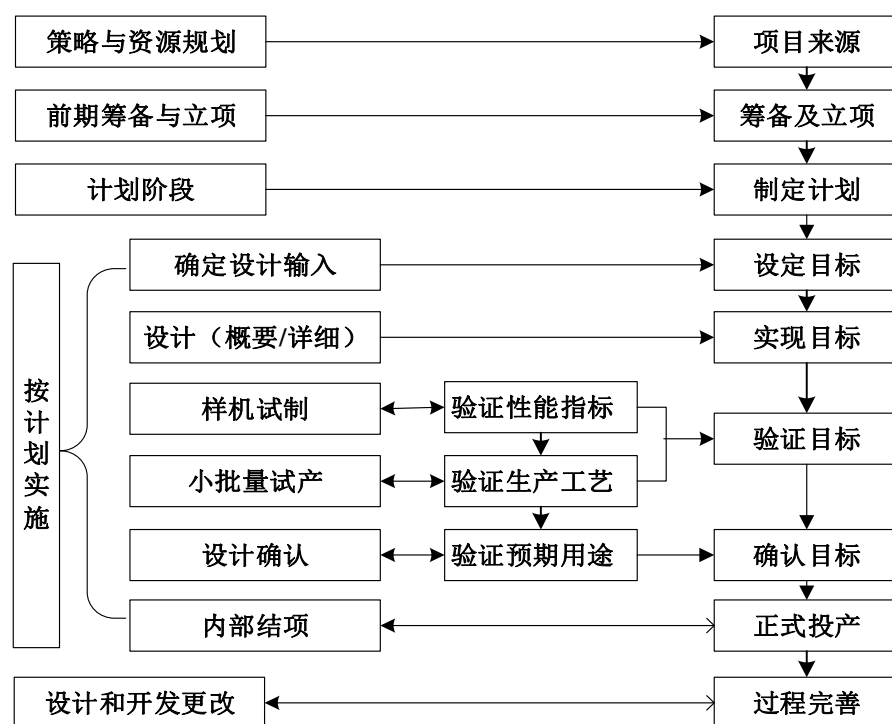 策略与资源规划
项目来源
前期筹备与立项
筹备及立项
计划阶段
制定计划
按计划实施
确定设计输入
设定目标
设计（概要/详细）
实现目标
样机试制
验证性能指标
验证目标
小批量试产
验证生产工艺
设计确认
验证预期用途
确认目标
内部结项
正式投产
设计和开发更改
过程完善